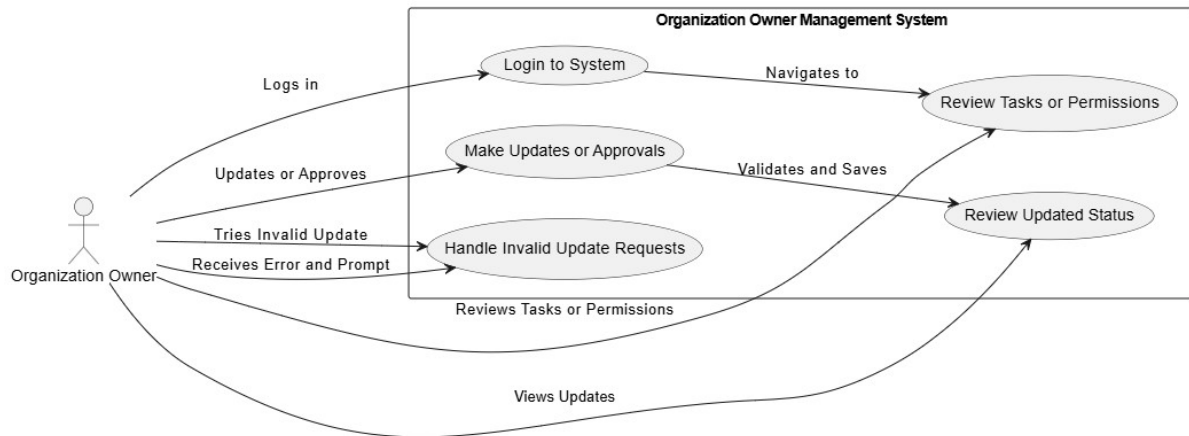 Organization Owner Management System
Login to System
Logs in
Navigates to
Review Tasks or Permissions
Make Updates or Approvals
Updates or Approves
Validates and Saves
Review Updated Status
Tries Invalid Update
Handle Invalid Update Requests
Receives Error and Prompt
Organization Owner
Reviews Tasks or Permissions
Views Updates